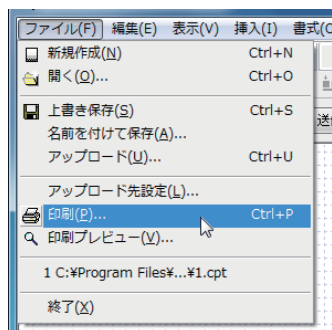 ファイル(F) 編集(E) 表示(V) 挿入(I) 書式(O
新規作成(N) Ctrl+N
開く(O)... Ctrl+O
上書き保存(S) Ctrl+S
名前を付けて保存(A)...
アップロード(U)... Ctrl+U
アップロード先設定(L)...
印刷(P)... Ctrl+P
印刷プレビュー(V)...
1 C:¥Program Files¥...¥1.cpt
終了(X)
送